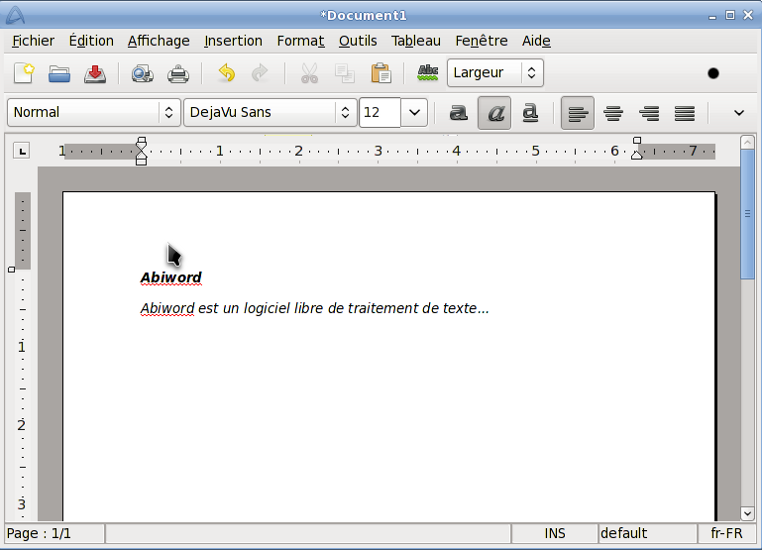 *Document1
Fichier Édition Affichage Insertion Format Outils Tableau Fenêtre Aide
Abc Largeur
Normal DejaVu Sans 12 a a a
1 1 2 3 4 5 6 7
Abiword
Abiword est un logiciel libre de traitement de texte...
1
2
3
Page : 1/1 INS default fr-FR